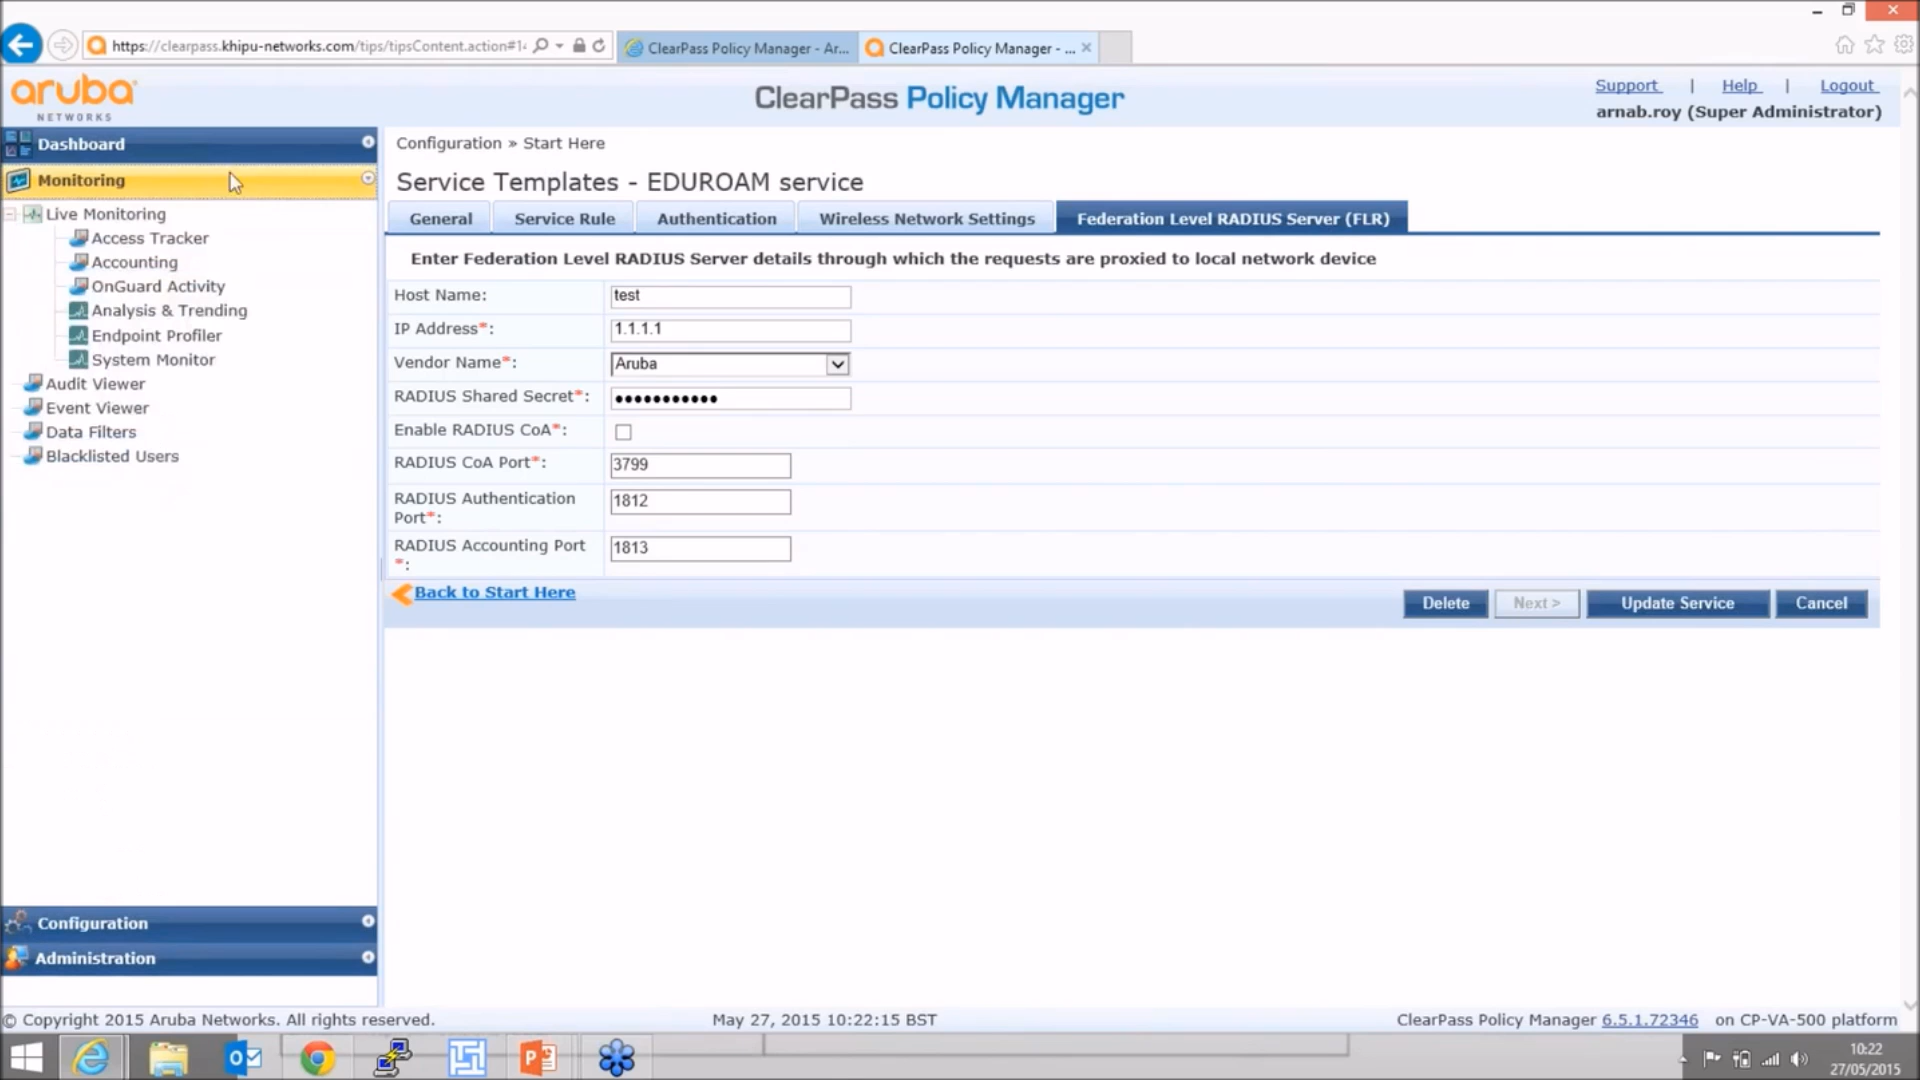 https://clearpass.khipu-networks.com/tips/tipsContent.action#1
ClearPass Policy Manager - Ar...
ClearPass Policy Manager - ...
aruba
NETWORKS
ClearPass Policy Manager
Support | Help | Logout
arnab.roy (Super Administrator)
Dashboard
Monitoring
Live Monitoring
Access Tracker
Accounting
OnGuard Activity
Analysis & Trending
Endpoint Profiler
System Monitor
Audit Viewer
Event Viewer
Data Filters
Blacklisted Users
Configuration
Administration
Configuration » Start Here
Service Templates - EDUROAM service
General
Service Rule
Authentication
Wireless Network Settings
Federation Level RADIUS Server (FLR)
Enter Federation Level RADIUS Server details through which the requests are proxied to local network device
Host Name: test
IP Address*: 1.1.1.1
Vendor Name*: Aruba
RADIUS Shared Secret*: •••••••••••
Enable RADIUS CoA*:
RADIUS CoA Port*: 3799
RADIUS Authentication
Port*: 1812
RADIUS Accounting Port
*: 1813
Back to Start Here
Delete
Next >
Update Service
Cancel
© Copyright 2015 Aruba Networks. All rights reserved.
May 27, 2015 10:22:15 BST
ClearPass Policy Manager 6.5.1.72346 on CP-VA-500 platform
10:22
27/05/2015